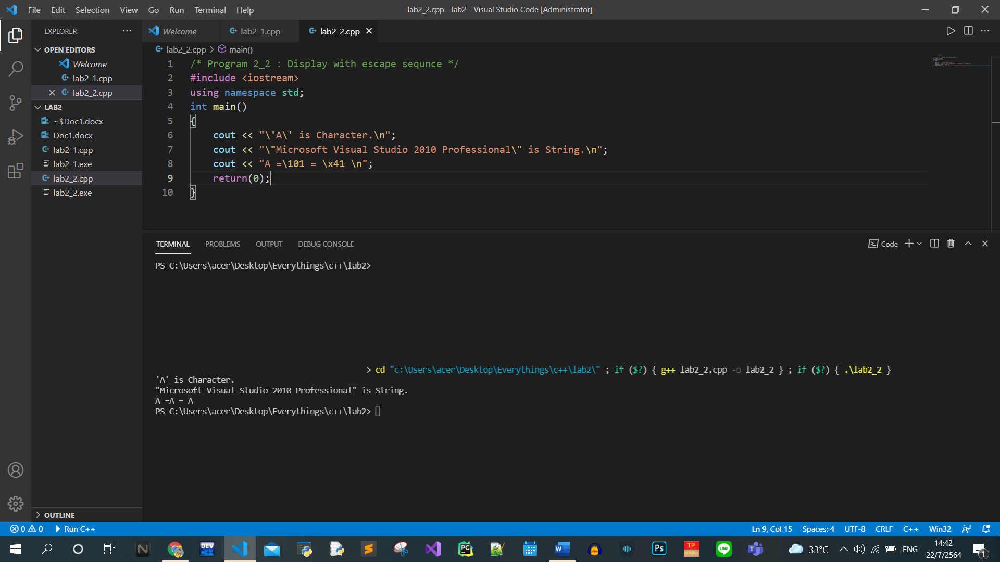 File Edit Selection View Go Run Terminal Help
lab2_2.cpp - lab2 - Visual Studio Code [Administrator]
EXPLORER
Welcome
lab2_1.cpp
lab2_2.cpp
OPEN EDITORS
Welcome
lab2_1.cpp
lab2_2.cpp
LAB2
~$Doc1.docx
Doc1.docx
lab2_1.cpp
lab2_1.exe
lab2_2.cpp
lab2_2.exe
OUTLINE
lab2_2.cpp > main()
1 /* Program 2_2 : Display with escape sequnce */
2 #include <iostream>
3 using namespace std;
4 int main()
5 {
6 cout << "\'A\' is Character.\n";
7 cout << "\"Microsoft Visual Studio 2010 Professional\" is String.\n";
8 cout << "A =\101 = \x41 \n";
9 return(0);
10 }
TERMINAL PROBLEMS OUTPUT DEBUG CONSOLE
Code
PS C:\Users\acer\Desktop\Everythings\c++\lab2>
> cd "c:\Users\acer\Desktop\Everythings\c++\lab2\" ; if ($?) { g++ lab2_2.cpp -o lab2_2 } ; if ($?) { .\lab2_2 }
'A' is Character.
"Microsoft Visual Studio 2010 Professional" is String.
A =A = A
PS C:\Users\acer\Desktop\Everythings\c++\lab2>
0 0 Run C++
Ln 9, Col 15 Spaces: 4 UTF-8 CRLF C++ Win32
N
DEV
C++
PC
W
Ps
TP
LINE
T
33°C
ENG
14:42
22/7/2564
1